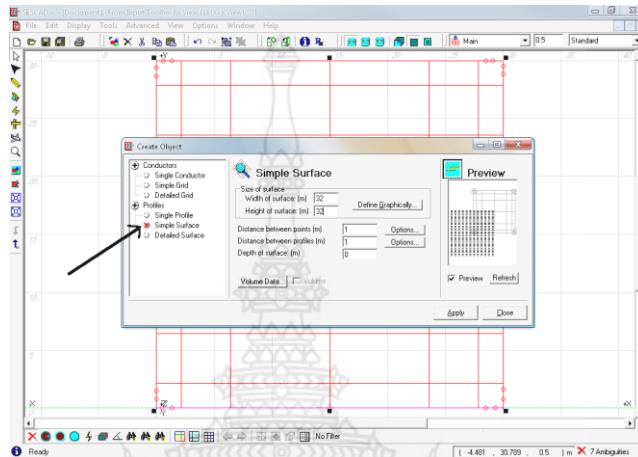 File Edit Display Tools Advanced View Options Window Help
Main 0.5 Standard
+Y
20
15
5
-X
+X
-Y
Create Object
Conductors
Single Conductor
Simple Grid
Detailed Grid
Profiles
Single Profile
Simple Surface
Detailed Surface
Simple Surface
Size of surface
Width of surface: (m) 32
Height of surface: (m) 32
Define Graphically...
Distance between points (m) 1 Options...
Distance between profiles (m) 1 Options...
Depth of surface: (m) 0
Volume Data
Preview
Preview Refresh
Apply Close
No Filter
Ready
-4.481 , 30.789 , 0.5 m 7 Ambiguities